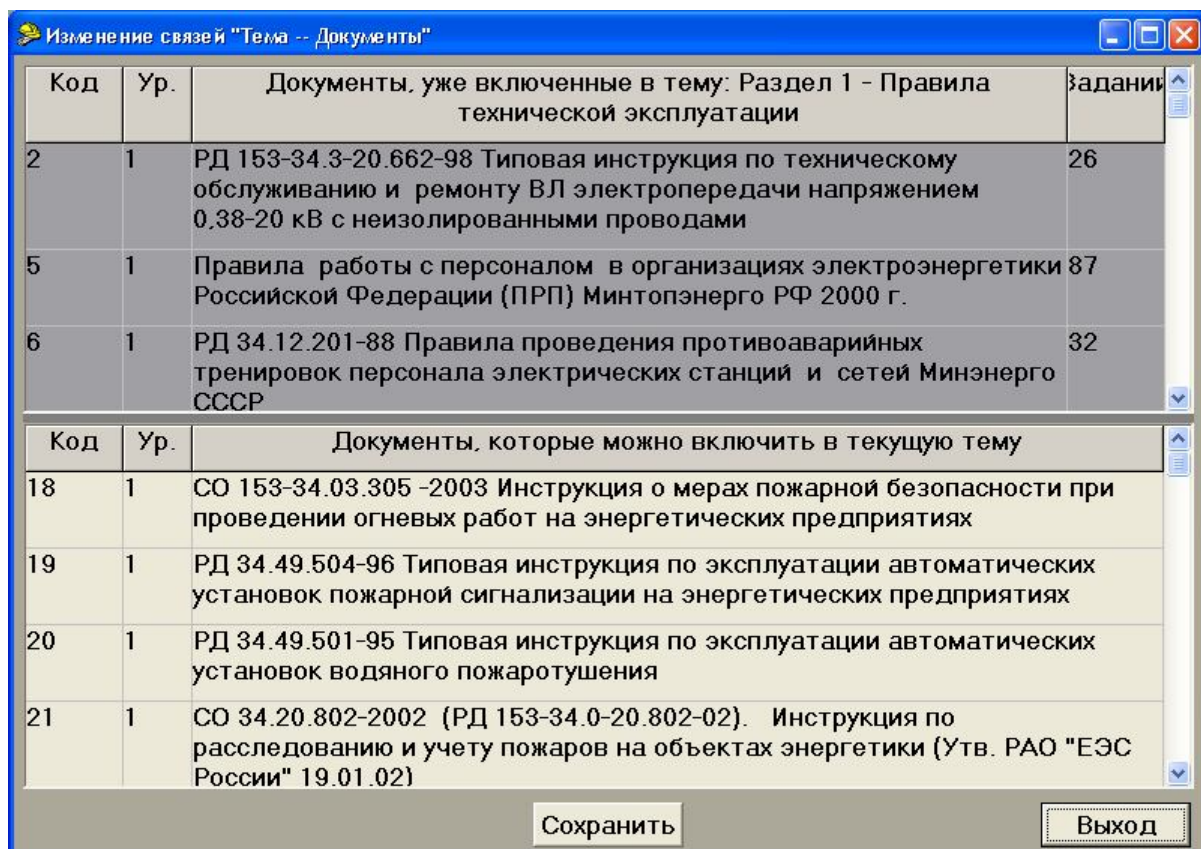 Изменение связей "Тема -- Документы"
Код Ур. Документы, уже включенные в тему: Раздел 1 - Правила Задании
технической эксплуатации
2 1 РД 153-34.3-20.662-98 Типовая инструкция по техническому 26
обслуживанию и ремонту ВЛ электропередачи напряжением
0,38-20 кВ с неизолированными проводами
5 1 Правила работы с персоналом в организациях электроэнергетики 87
Российской Федерации (ПРП) Минтопэнерго РФ 2000 г.
6 1 РД 34.12.201-88 Правила проведения противоаварийных 32
тренировок персонала электрических станций и сетей Минэнерго
СССР
Код Ур. Документы, которые можно включить в текущую тему
18 1 СО 153-34.03.305 -2003 Инструкция о мерах пожарной безопасности при
проведении огневых работ на энергетических предприятиях
19 1 РД 34.49.504-96 Типовая инструкция по эксплуатации автоматических
установок пожарной сигнализации на энергетических предприятиях
20 1 РД 34.49.501-95 Типовая инструкция по эксплуатации автоматических
установок водяного пожаротушения
21 1 СО 34.20.802-2002 (РД 153-34.0-20.802-02). Инструкция по
расследованию и учету пожаров на объектах энергетики (Утв. РАО "ЕЭС
России" 19.01.02)
Сохранить Выход